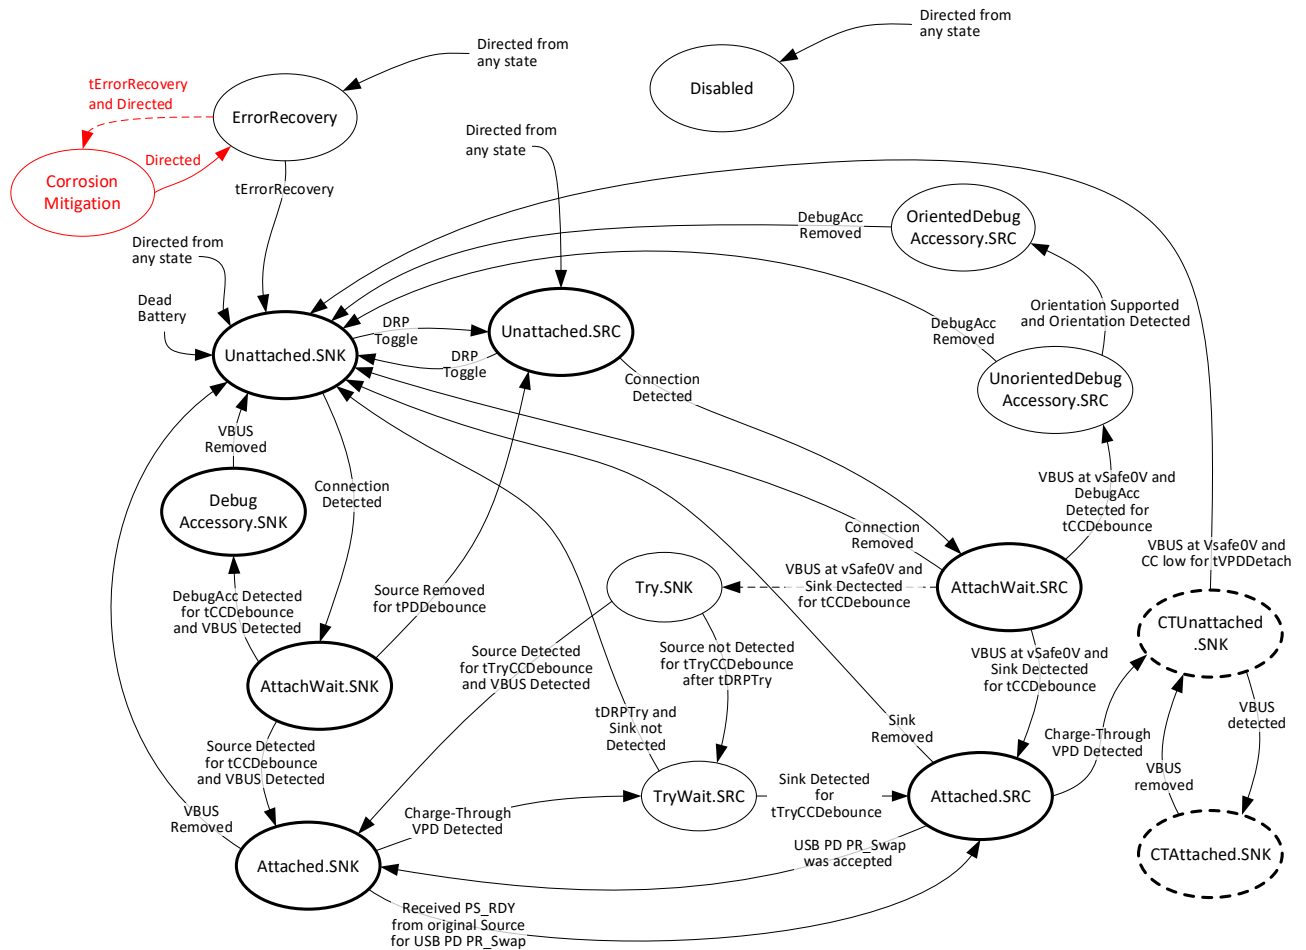 Directed from
any state
Directed from
any state
tErrorRecovery
and Directed
ErrorRecovery
Disabled
Directed from
any state
Directed
Corrosion
Mitigation
tErrorRecovery
DebugAcc
Removed
OrientedDebug
Accessory.SRC
Directed from
any state
Dead
Battery
Orientation Supported
and Orientation Detected
Unattached.SNK
DRP
Toggle
DRP
Toggle
Unattached.SRC
DebugAcc
Removed
Connection
Detected
UnorientedDebug
Accessory.SRC
VBUS
Removed
Connection
Detected
Debug
Accessory.SNK
VBUS at vSafe0V and
DebugAcc
Detected for
tCCDebounce
Connection
Removed
VBUS at Vsafe0V and
CC low for tVPDDetach
DebugAcc Detected
for tCCDebounce
and VBUS Detected
Source Removed
for tPDDebounce
Try.SNK
VBUS at vSafe0V and
Sink Dectected
for tCCDebounce
AttachWait.SRC
CTUnattached
.SNK
AttachWait.SNK
Source Detected
for tTryCCDebounce
and VBUS Detected
Source not Detected
for tTryCCDebounce
after tDRPTry
VBUS at vSafe0V and
Sink Dectected
for tCCDebounce
tDRPTry and
Sink not
Detected
Sink
Removed
VBUS
detected
Source Detected
for tCCDebounce
and VBUS Detected
Charge-Through
VPD Detected
VBUS
removed
VBUS
Removed
Charge-Through
VPD Detected
TryWait.SRC
Sink Detected
for
tTryCCDebounce
Attached.SRC
Attached.SNK
USB PD PR_Swap
was accepted
CTAttached.SNK
Received PS_RDY
from original Source
for USB PD PR_Swap